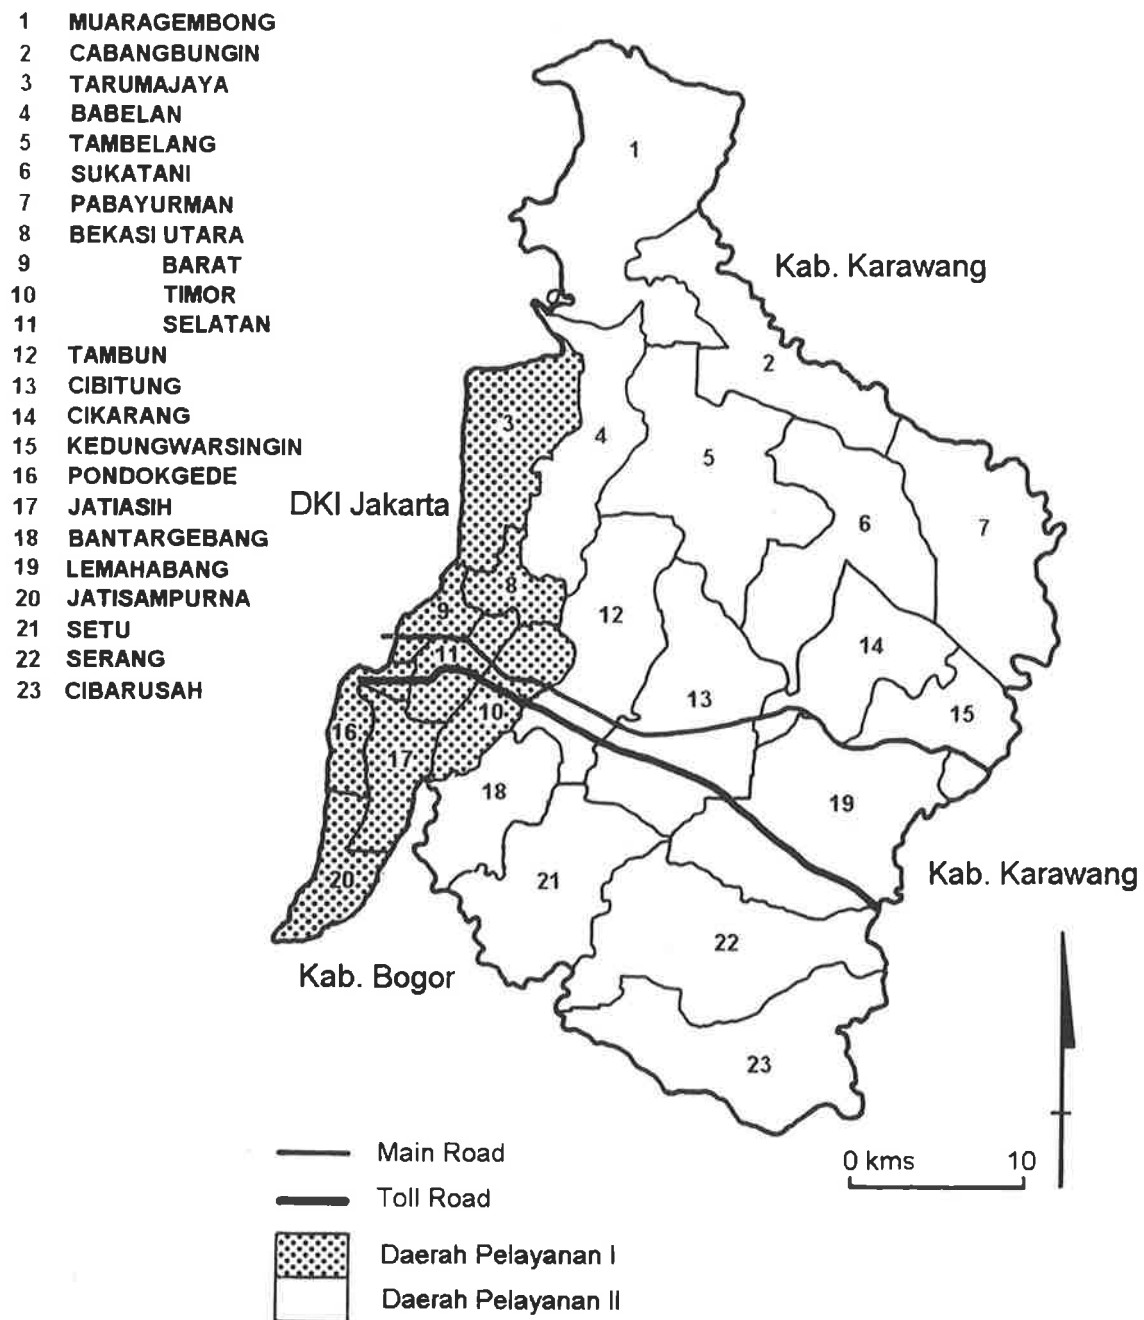 1 MUARAGEMBONG
2 CABANGBUNGIN
3 TARUMAJAYA
4 BABELAN
5 TAMBELANG
6 SUKATANI
7 PABAYURMAN
8 BEKASI UTARA
9 BARAT
10 TIMOR
11 SELATAN
12 TAMBUN
13 CIBITUNG
14 CIKARANG
15 KEDUNGWARSINGIN
16 PONDOKGEDE
17 JATIASIH
18 BANTARGEBANG
19 LEMAHABANG
20 JATISAMPURNA
21 SETU
22 SERANG
23 CIBARUSAH
1
Kab. Karawang
2
3
4
5
DKI Jakarta
6
7
8
9
12
11
14
13
10
15
16
17
18
19
20
21
Kab. Karawang
22
Kab. Bogor
23
Main Road
0 kms 10
Toll Road
Daerah Pelayanan I
Daerah Pelayanan II